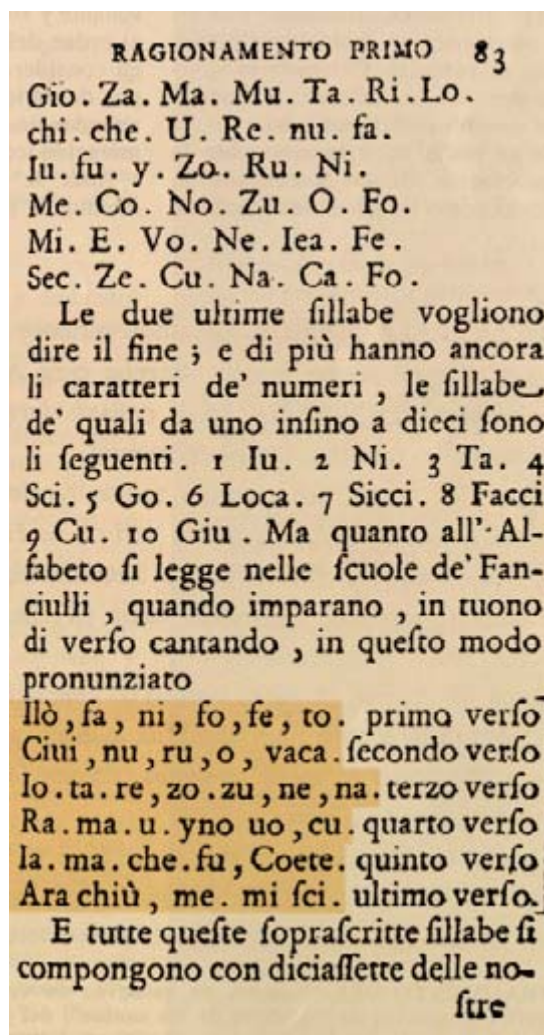 RAGIONAMENTO PRIMO 83
Gio. Za. Ma. Mu. Ta. Ri. Lo.
chi. che. U. Re. nu. fa.
Iu. fu. y. Zo. Ru. Ni.
Me. Co. No. Zu. O. Fo.
Mi. E. Vo. Ne. Iea. Fe.
Sec. Ze. Cu. Na. Ca. Fo.
Le due ultime ſillabe vogliono
dire il fine; e di più hanno ancora
li caratteri de' numeri, le ſillabe
de' quali da uno inſino a dieci ſono
li ſeguenti. 1 Iu. 2 Ni. 3 Ta. 4
Sci. 5 Go. 6 Loca. 7 Sicci. 8 Facci
9 Cu. 10 Giu. Ma quanto all' Al-
fabeto ſi legge nelle ſcuole de' Fan-
ciulli, quando imparano, in tuono
di verſo cantando, in queſto modo
pronunziato
Ilò, fa, ni, fo, fe, to. primo verſo
Ciui, nu, ru, o, vaca. ſecondo verſo
Io. ta. re, zo. zu, ne, na. terzo verſo
Ra. ma. u. yno uo, cu. quarto verſo
Ia. ma. che. fu, Coete. quinto verſo
Ara chiù, me. mi ſci. ultimo verſo.
E tutte queſte ſopraſcritte ſillabe ſi
compongono con diciaſſette delle no-
ſtre